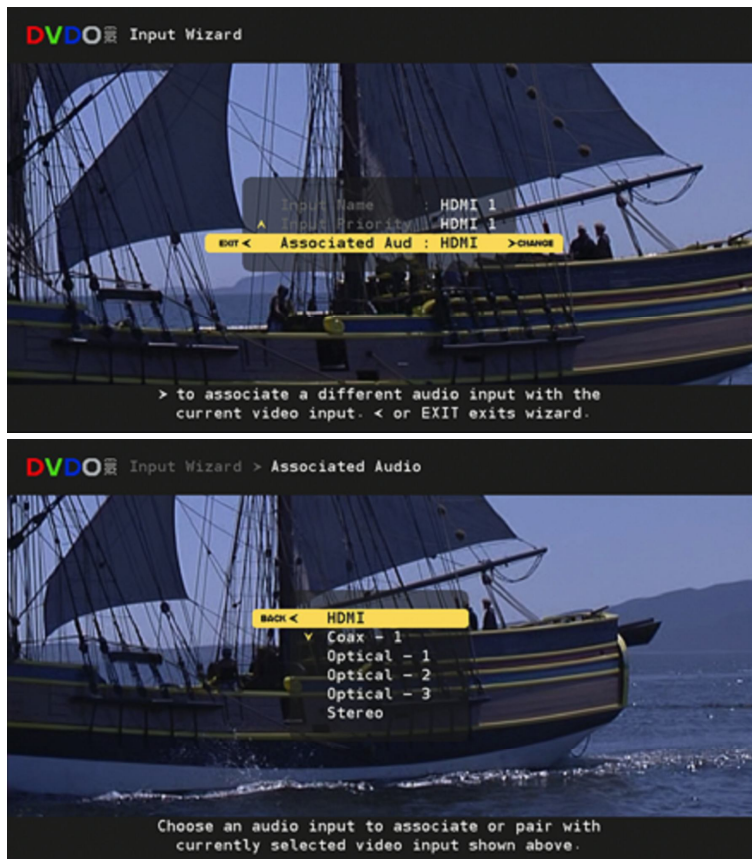 DVDO EDGE Input Wizard
Input Name : HDMI 1
Input Priority : HDMI 1
EXIT < Associated Aud : HDMI > CHANGE
> to associate a different audio input with the
current video input. < or EXIT exits wizard.
DVDO EDGE Input Wizard > Associated Audio
BACK < HDMI
Coax - 1
Optical - 1
Optical - 2
Optical - 3
Stereo
Choose an audio input to associate or pair with
currently selected video input shown above.